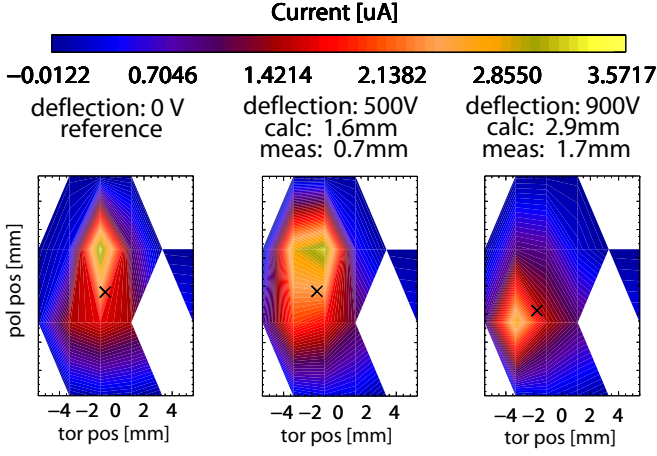 Current [uA]
−0.0122 0.7046 1.4214 2.1382 2.8550 3.5717
deflection: 0 V
reference
deflection: 500V
calc: 1.6mm
meas: 0.7mm
deflection: 900V
calc: 2.9mm
meas: 1.7mm
pol pos [mm]
−4 −2 0 2 4
tor pos [mm]
−4 −2 0 2 4
tor pos [mm]
−4 −2 0 2 4
tor pos [mm]